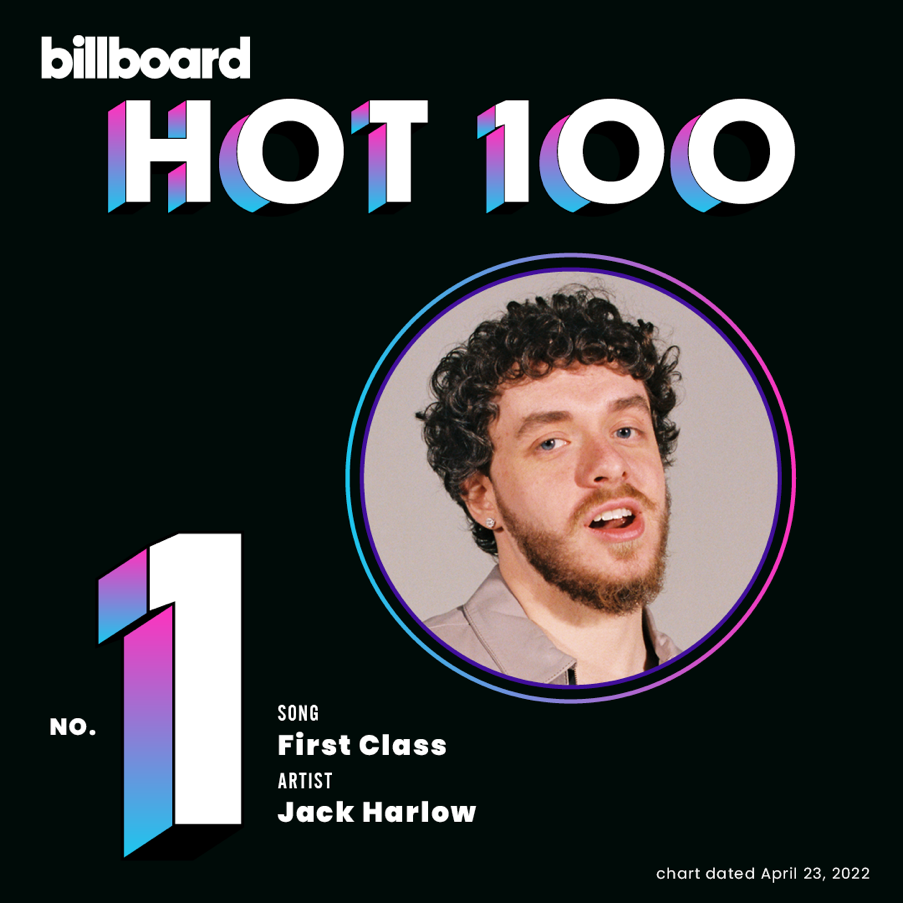 billboard
HOT 100
NO. 1
SONG
First Class
ARTIST
Jack Harlow
chart dated April 23, 2022